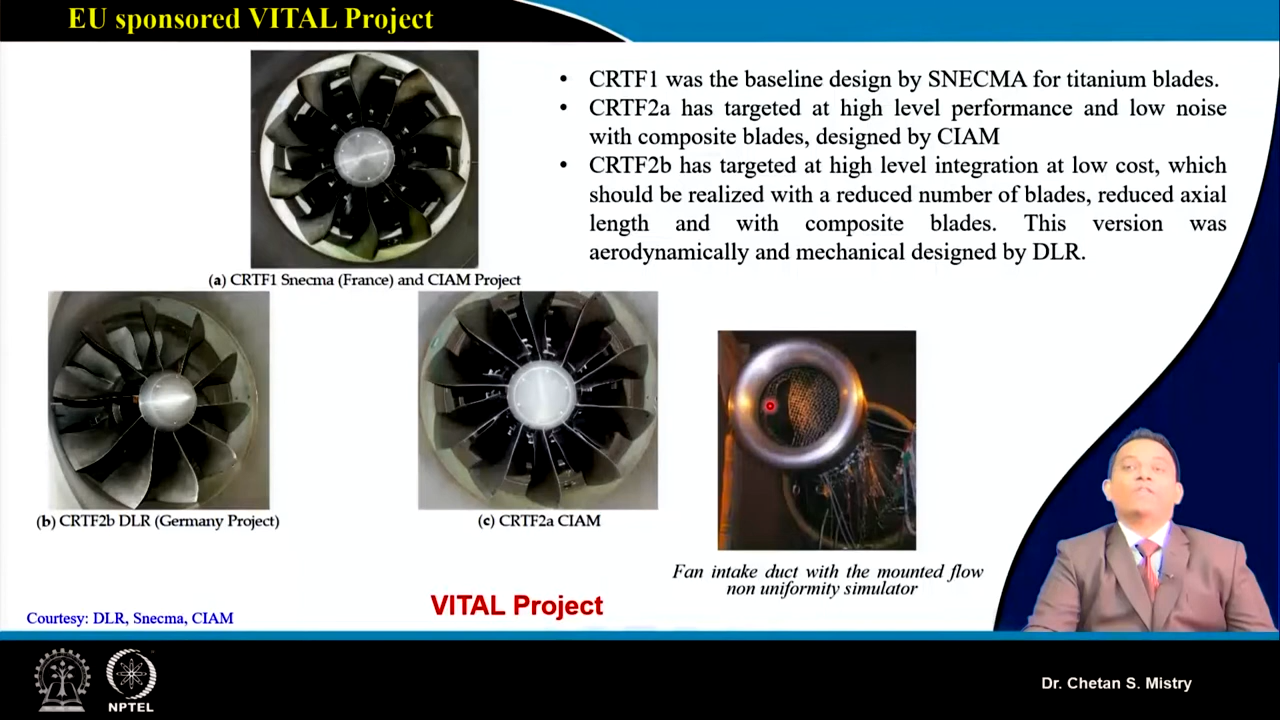 EU sponsored VITAL Project
• CRTF1 was the baseline design by SNECMA for titanium blades.
• CRTF2a has targeted at high level performance and low noise
with composite blades, designed by CIAM
• CRTF2b has targeted at high level integration at low cost, which
should be realized with a reduced number of blades, reduced axial
length and with composite blades. This version was
aerodynamically and mechanical designed by DLR.
(a) CRTF1 Snecma (France) and CIAM Project
(b) CRTF2b DLR (Germany Project)
(c) CRTF2a CIAM
Fan intake duct with the mounted flow
non uniformity simulator
VITAL Project
Courtesy: DLR, Snecma, CIAM
NPTEL
Dr. Chetan S. Mistry